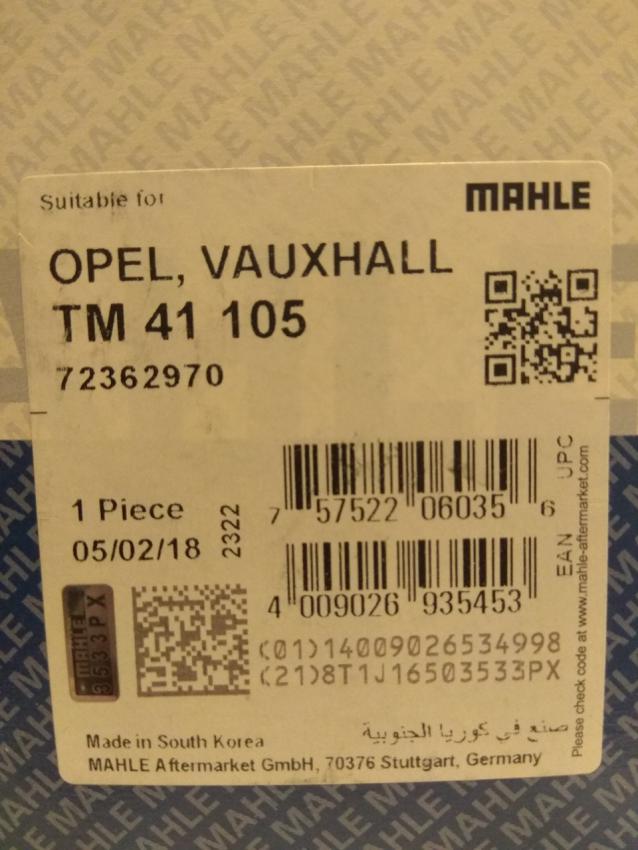 Suitable for
MAHLE
OPEL, VAUXHALL
TM 41 105
72362970
1 Piece
05/02/18
2322
7 57522 06035 6
UPC
4 009026 935453
EAN
MAHLE
3533PX
(01)14009026534998
(21)8T1J16503533PX
Please check code at www.mahle-aftermarket.com
صنع في كوريا الجنوبية
Made in South Korea
MAHLE Aftermarket GmbH, 70376 Stuttgart, Germany